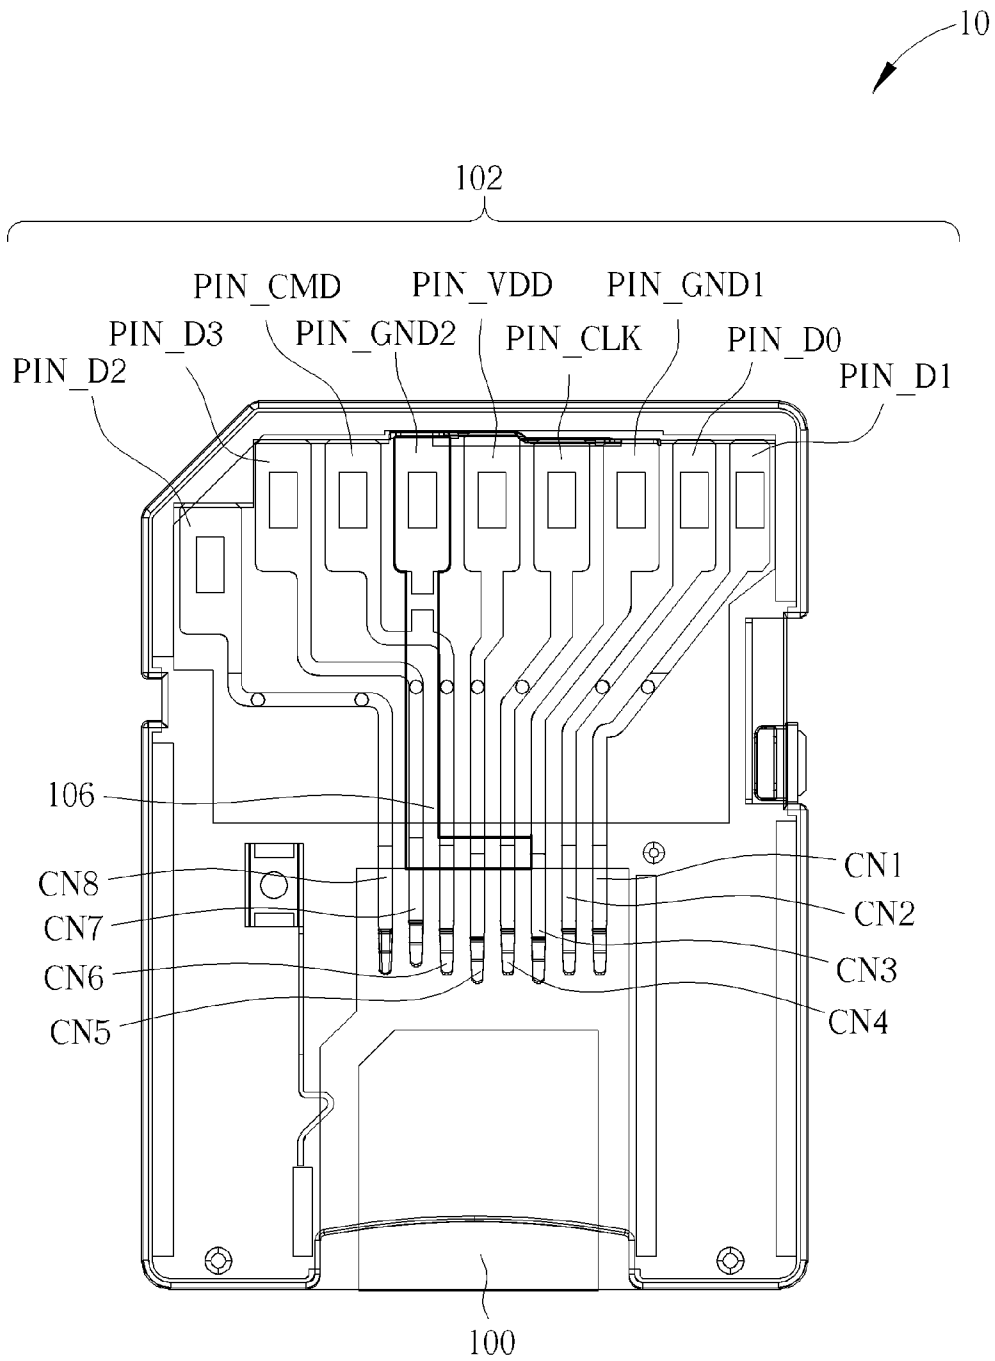 10
102
PIN_CMD
PIN_VDD
PIN_GND1
PIN_D3
PIN_GND2
PIN_CLK
PIN_D0
PIN_D2
PIN_D1
106
CN8
CN1
CN7
CN2
CN6
CN3
CN5
CN4
100